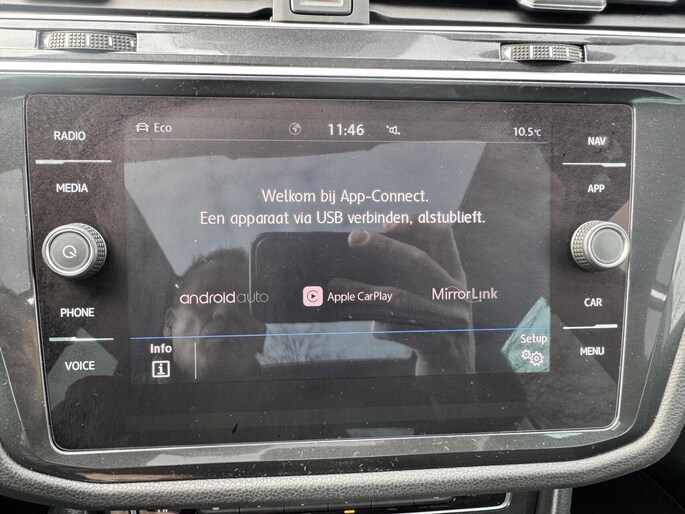 Eco 11:46 10.5°C
RADIO
MEDIA
PHONE
VOICE
Welkom bij App-Connect.
Een apparaat via USB verbinden, alstublieft.
androidauto Apple CarPlay MirrorLink
Info Setup
NAV
APP
CAR
MENU